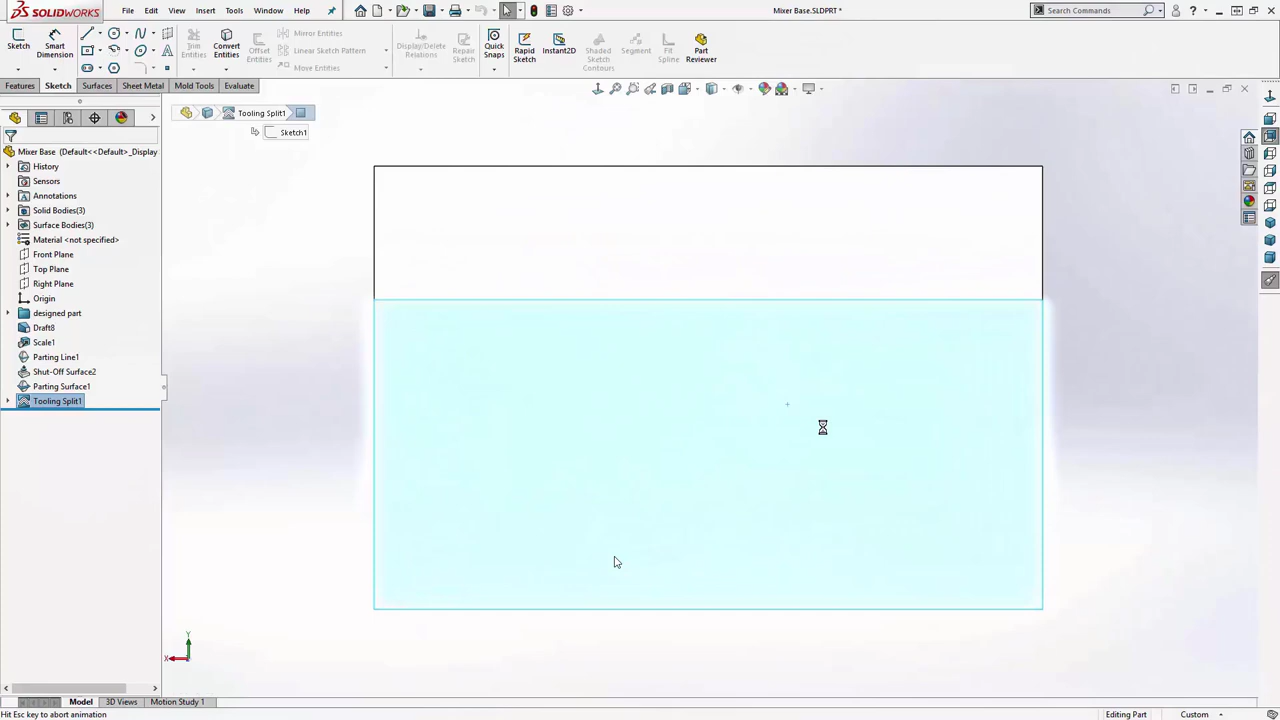 SOLIDWORKS
File Edit View Insert Tools Window Help
Mixer Base.SLDPRT *
Search Commands
Sketch
Smart Dimension
Trim Entities
Convert Entities
Offset Entities
Mirror Entities
Linear Sketch Pattern
Move Entities
Display/Delete Relations
Repair Sketch
Quick Snaps
Rapid Sketch
Instant2D
Shaded Sketch Contours
Segment
Fit Spline
Part Reviewer
Features Sketch Surfaces Sheet Metal Mold Tools Evaluate
Tooling Split1
Sketch1
Mixer Base (Default<<Default>_Display
History
Sensors
Annotations
Solid Bodies(3)
Surface Bodies(3)
Material <not specified>
Front Plane
Top Plane
Right Plane
Origin
designed part
Draft8
Scale1
Parting Line1
Shut-Off Surface2
Parting Surface1
Tooling Split1
Y
X
Model 3D Views Motion Study 1
Hit Esc key to abort animation
Editing Part
Custom